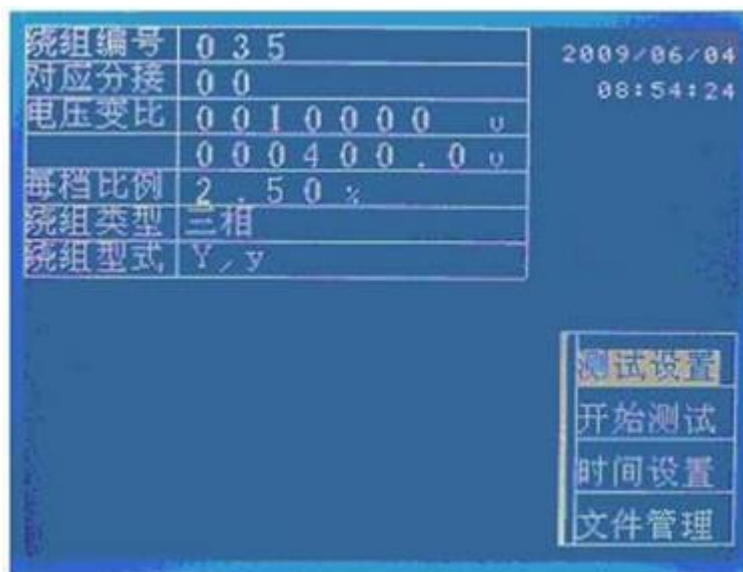 绕组编号 035
对应分接 00
电压变比 0010000 υ
000400.0 υ
每档比例 2.50%
绕组类型 三相
绕组型式 Y/y
2009/06/04
08:54:24
测试设置
开始测试
时间设置
文件管理